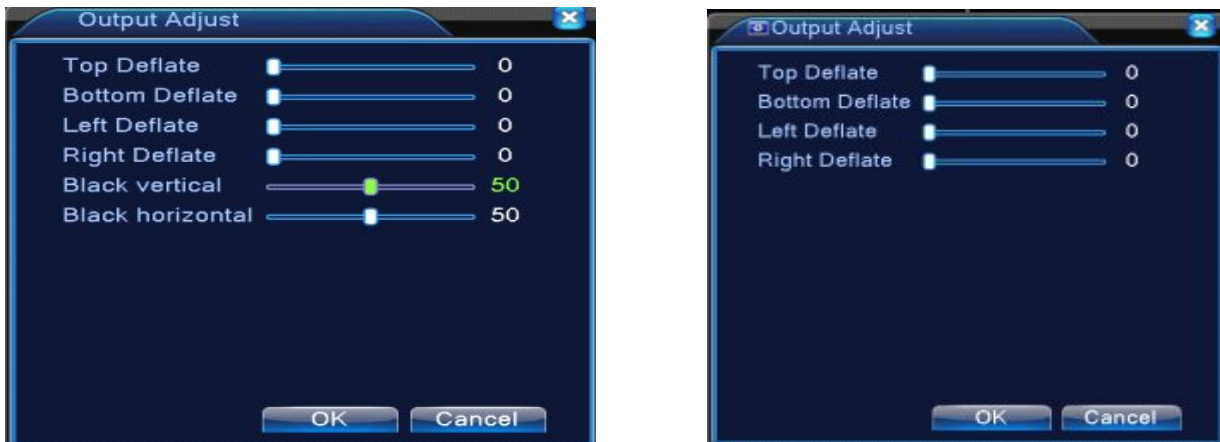 Output Adjust
Top Deflate 0
Bottom Deflate 0
Left Deflate 0
Right Deflate 0
Black vertical 50
Black horizontal 50
OK Cancel
Output Adjust
Top Deflate 0
Bottom Deflate 0
Left Deflate 0
Right Deflate 0
OK Cancel